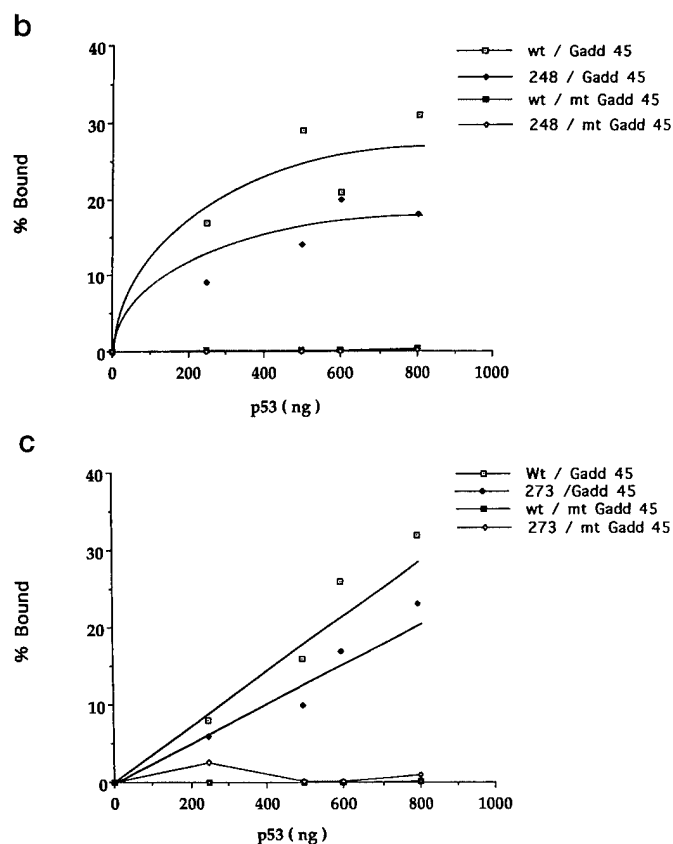 b
40
30
20
10
0
% Bound
0 200 400 600 800 1000
p53 ( ng )
wt / Gadd 45
248 / Gadd 45
wt / mt Gadd 45
248 / mt Gadd 45
c
40
30
20
10
0
% Bound
0 200 400 600 800 1000
p53 ( ng )
Wt / Gadd 45
273 /Gadd 45
wt / mt Gadd 45
273 / mt Gadd 45